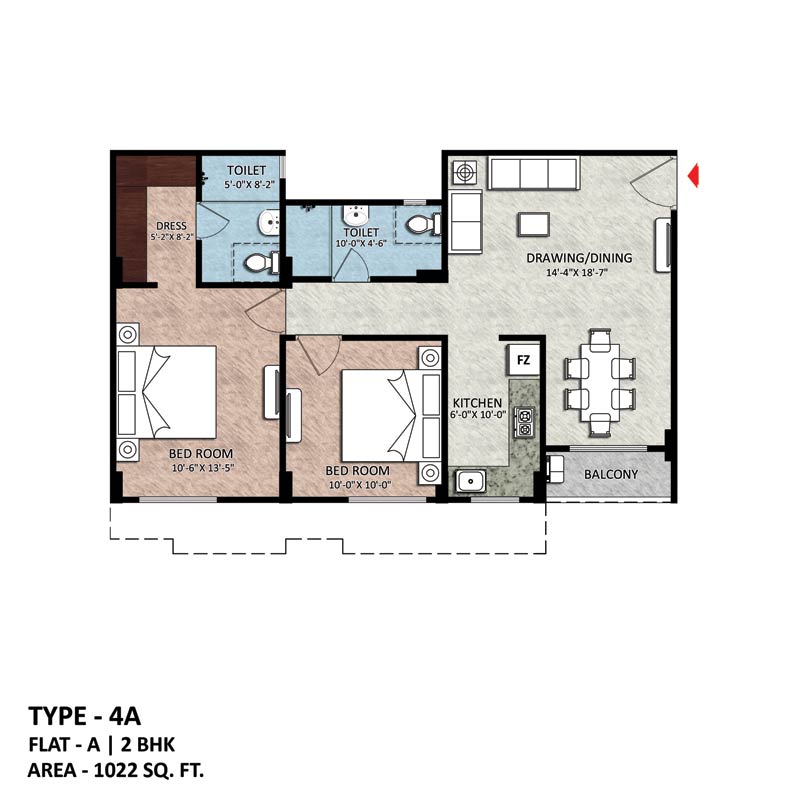 TOILET
5'-0"X 8'-2"
DRESS
5'-2"X 8'-2"
TOILET
10'-0"X 4'-6"
DRAWING/DINING
14'-4"X 18'-7"
FZ
KITCHEN
6'-0"X 10'-0"
BED ROOM
10'-6"X 13'-5"
BED ROOM
10'-0"X 10'-0"
BALCONY
TYPE - 4A
FLAT - A | 2 BHK
AREA - 1022 SQ. FT.